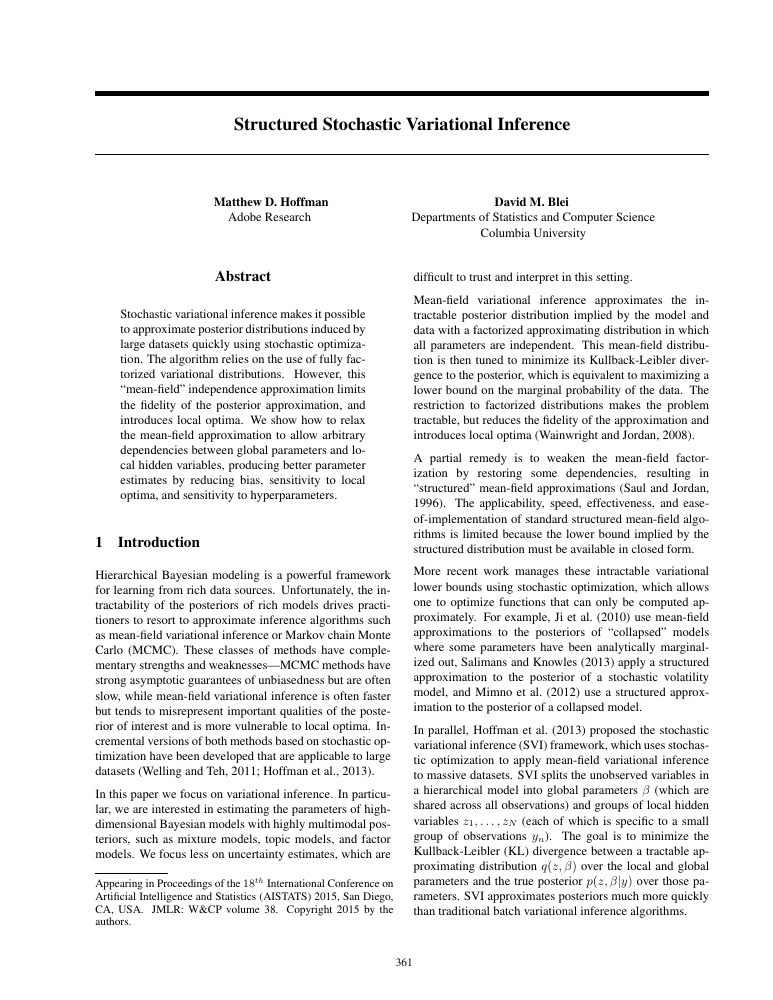 Structured Stochastic Variational Inference
Matthew D. Hoffman
Adobe Research
David M. Blei
Departments of Statistics and Computer Science
Columbia University
Abstract
Stochastic variational inference makes it possible
to approximate posterior distributions induced by
large datasets quickly using stochastic optimiza-
tion. The algorithm relies on the use of fully fac-
torized variational distributions. However, this
“mean-field” independence approximation limits
the fidelity of the posterior approximation, and
introduces local optima. We show how to relax
the mean-field approximation to allow arbitrary
dependencies between global parameters and lo-
cal hidden variables, producing better parameter
estimates by reducing bias, sensitivity to local
optima, and sensitivity to hyperparameters.
1 Introduction
Hierarchical Bayesian modeling is a powerful framework
for learning from rich data sources. Unfortunately, the in-
tractability of the posteriors of rich models drives practi-
tioners to resort to approximate inference algorithms such
as mean-field variational inference or Markov chain Monte
Carlo (MCMC). These classes of methods have comple-
mentary strengths and weaknesses—MCMC methods have
strong asymptotic guarantees of unbiasedness but are often
slow, while mean-field variational inference is often faster
but tends to misrepresent important qualities of the poste-
rior of interest and is more vulnerable to local optima. In-
cremental versions of both methods based on stochastic op-
timization have been developed that are applicable to large
datasets (Welling and Teh, 2011; Hoffman et al., 2013).
In this paper we focus on variational inference. In particu-
lar, we are interested in estimating the parameters of high-
dimensional Bayesian models with highly multimodal pos-
teriors, such as mixture models, topic models, and factor
models. We focus less on uncertainty estimates, which are
Appearing in Proceedings of the 18th International Conference on
Artificial Intelligence and Statistics (AISTATS) 2015, San Diego,
CA, USA. JMLR: W&CP volume 38. Copyright 2015 by the
authors.
difficult to trust and interpret in this setting.
Mean-field variational inference approximates the in-
tractable posterior distribution implied by the model and
data with a factorized approximating distribution in which
all parameters are independent. This mean-field distribu-
tion is then tuned to minimize its Kullback-Leibler diver-
gence to the posterior, which is equivalent to maximizing a
lower bound on the marginal probability of the data. The
restriction to factorized distributions makes the problem
tractable, but reduces the fidelity of the approximation and
introduces local optima (Wainwright and Jordan, 2008).
A partial remedy is to weaken the mean-field factor-
ization by restoring some dependencies, resulting in
“structured” mean-field approximations (Saul and Jordan,
1996). The applicability, speed, effectiveness, and ease-
of-implementation of standard structured mean-field algo-
rithms is limited because the lower bound implied by the
structured distribution must be available in closed form.
More recent work manages these intractable variational
lower bounds using stochastic optimization, which allows
one to optimize functions that can only be computed ap-
proximately. For example, Ji et al. (2010) use mean-field
approximations to the posteriors of “collapsed” models
where some parameters have been analytically marginal-
ized out, Salimans and Knowles (2013) apply a structured
approximation to the posterior of a stochastic volatility
model, and Mimno et al. (2012) use a structured approx-
imation to the posterior of a collapsed model.
In parallel, Hoffman et al. (2013) proposed the stochastic
variational inference (SVI) framework, which uses stochas-
tic optimization to apply mean-field variational inference
to massive datasets. SVI splits the unobserved variables in
a hierarchical model into global parameters β (which are
shared across all observations) and groups of local hidden
variables z1, . . . , zN (each of which is specific to a small
group of observations yn). The goal is to minimize the
Kullback-Leibler (KL) divergence between a tractable ap-
proximating distribution q(z, β) over the local and global
parameters and the true posterior p(z, β|y) over those pa-
rameters. SVI approximates posteriors much more quickly
than traditional batch variational inference algorithms.
361